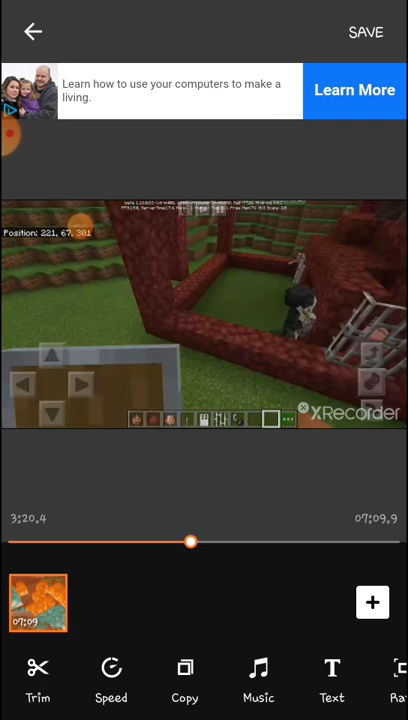 SAVE
Learn how to use your computers to make a
living.
Learn More
Position: 221, 67, 301
XRecorder
3:20.4
07:09.9
07:09
Trim
Speed
Copy
Music
Text
Ra